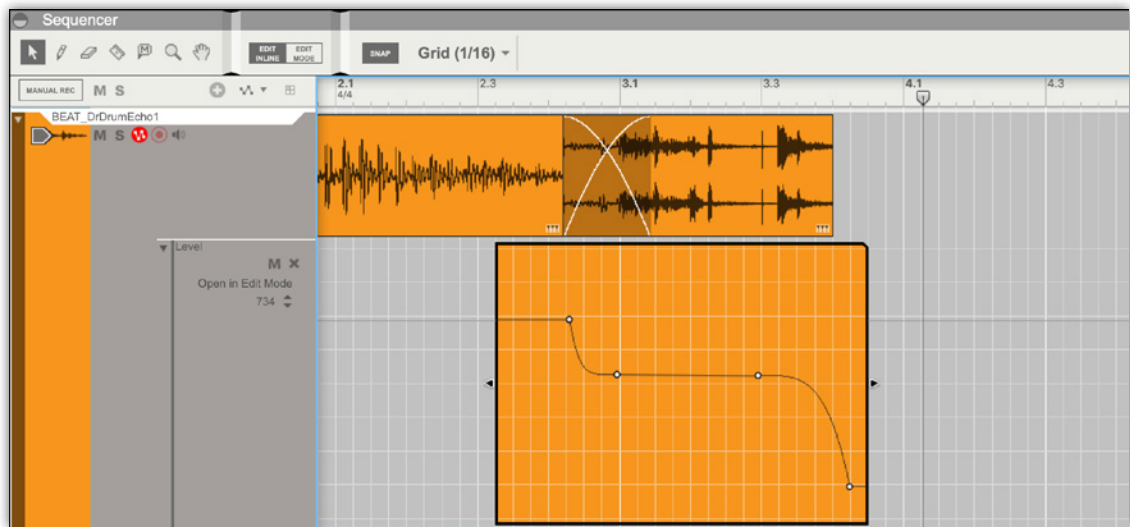 Sequencer
M
EDIT INLINE EDIT MODE
SNAP
Grid (1/16)
MANUAL REC M S
2.1 2.3 3.1 3.3 4.1 4.3
4/4
BEAT_DrDrumEcho1
M S
Level
M
Open in Edit Mode
734